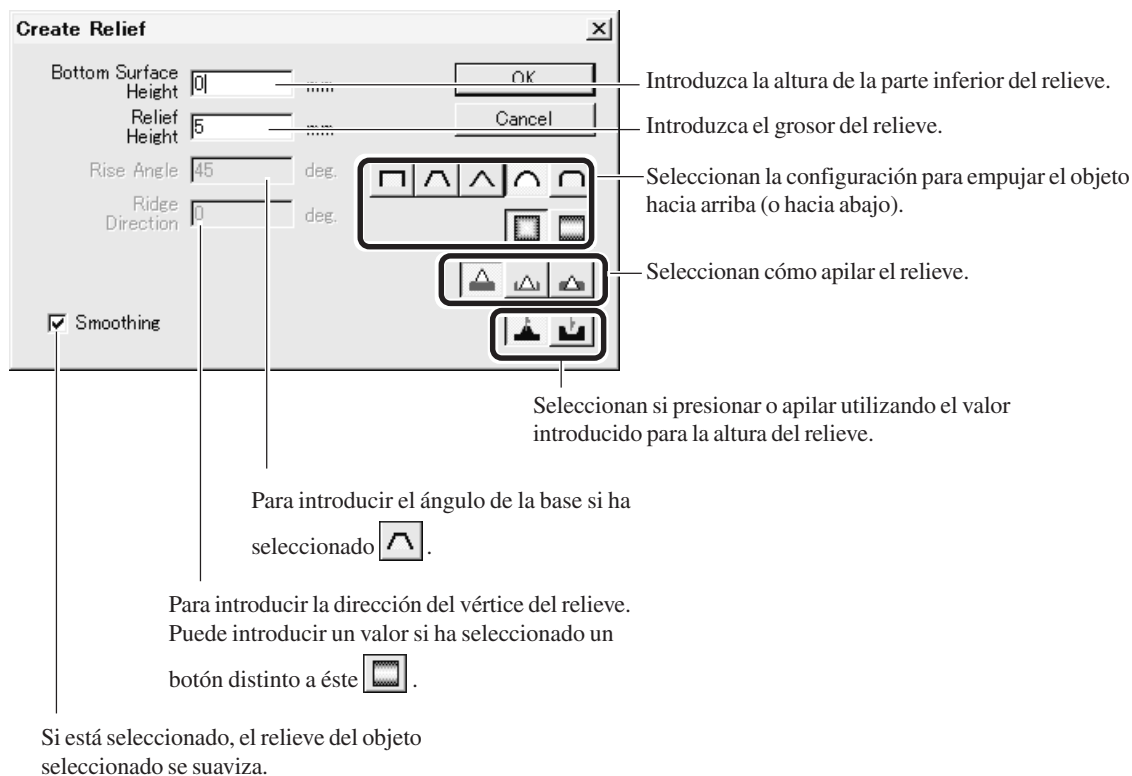 Create Relief
Bottom Surface
Height
0
mm
OK
Introduzca la altura de la parte inferior del relieve.
Relief
Height
5
mm
Cancel
Introduzca el grosor del relieve.
Rise Angle
45
deg.
Seleccionan la configuración para empujar el objeto
hacia arriba (o hacia abajo).
Ridge
Direction
0
deg.
Seleccionan cómo apilar el relieve.
Smoothing
Seleccionan si presionar o apilar utilizando el valor
introducido para la altura del relieve.
Para introducir el ángulo de la base si ha
seleccionado .
Para introducir la dirección del vértice del relieve.
Puede introducir un valor si ha seleccionado un
botón distinto a éste .
Si está seleccionado, el relieve del objeto
seleccionado se suaviza.